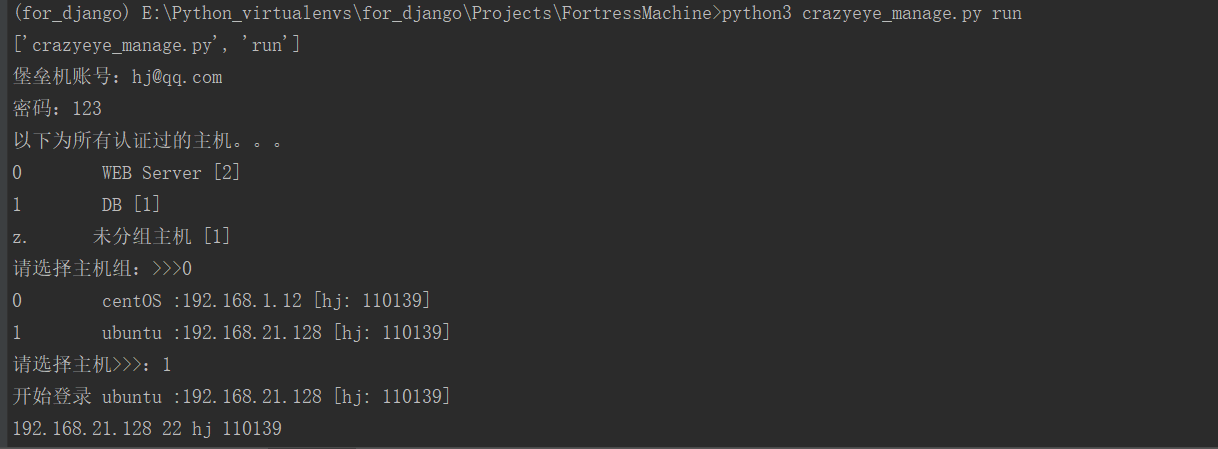 (for_django) E:\Python_virtualenvs\for_django\Projects\FortressMachine>python3 crazyeye_manage.py run
['crazyeye_manage.py', 'run']
堡垒机账号：hj@qq.com
密码：123
以下为所有认证过的主机。。。
0 WEB Server [2]
1 DB [1]
z. 未分组主机 [1]
请选择主机组：>>>0
0 centOS :192.168.1.12 [hj: 110139]
1 ubuntu :192.168.21.128 [hj: 110139]
请选择主机>>>：1
开始登录 ubuntu :192.168.21.128 [hj: 110139]
192.168.21.128 22 hj 110139